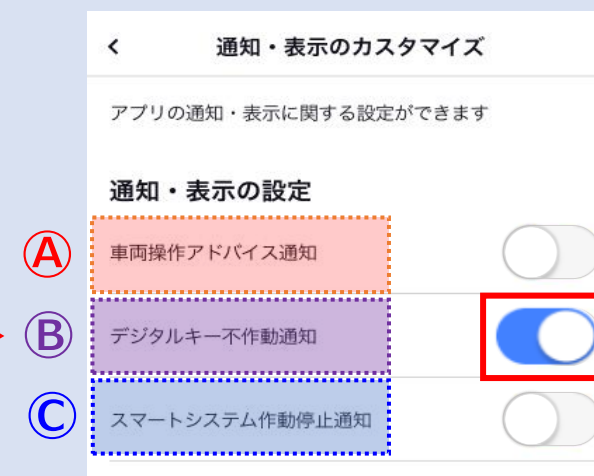 < 通知・表示のカスタマイズ
アプリの通知・表示に関する設定ができます
通知・表示の設定
Ⓐ 車両操作アドバイス通知
Ⓑ デジタルキー不作動通知
Ⓒ スマートシステム作動停止通知